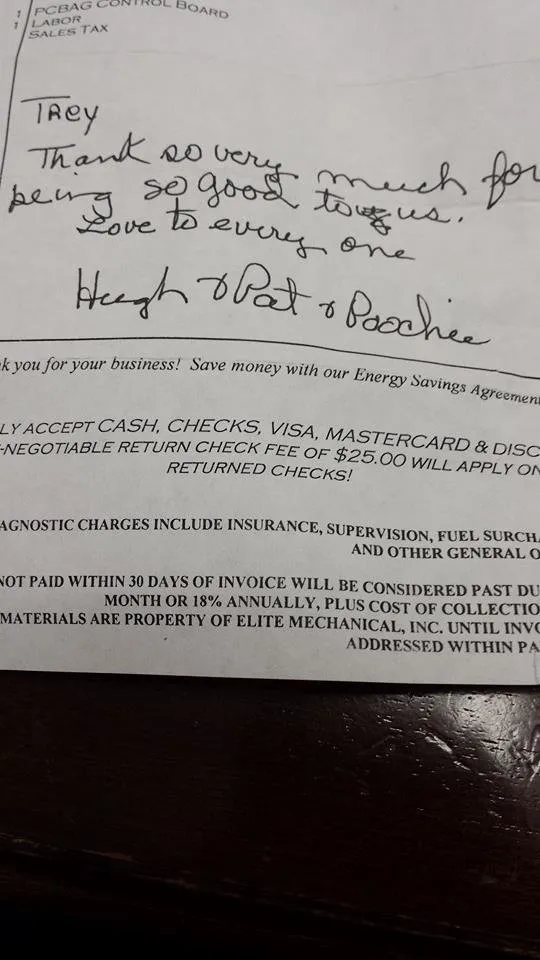 1 PCBAG CONTROL BOARD
1 LABOR
SALES TAX
Trey
Thank so very much for
being so good to us.
Love to every one
Hugh & Pat & Poochie
k you for your business! Save money with our Energy Savings Agreement
LY ACCEPT CASH, CHECKS, VISA, MASTERCARD & DISC
-NEGOTIABLE RETURN CHECK FEE OF $25.00 WILL APPLY ON
RETURNED CHECKS!
AGNOSTIC CHARGES INCLUDE INSURANCE, SUPERVISION, FUEL SURCHA
AND OTHER GENERAL O
NOT PAID WITHIN 30 DAYS OF INVOICE WILL BE CONSIDERED PAST DU
MONTH OR 18% ANNUALLY, PLUS COST OF COLLECTIO
MATERIALS ARE PROPERTY OF ELITE MECHANICAL, INC. UNTIL INVO
ADDRESSED WITHIN PA